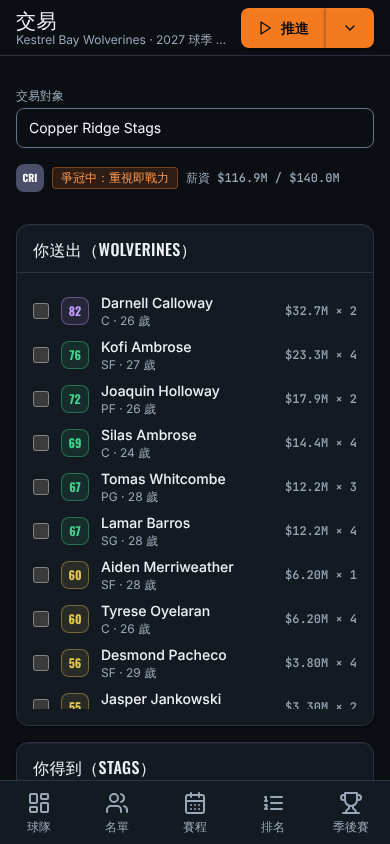 交易
Kestrel Bay Wolverines · 2027 球季 ...
推進
交易對象
Copper Ridge Stags
CRI 爭冠中：重視即戰力 薪資 $116.9M / $140.0M
你送出（WOLVERINES）
82 Darnell Calloway $32.7M × 2
C · 26 歲
76 Kofi Ambrose $23.3M × 4
SF · 27 歲
72 Joaquin Holloway $17.9M × 2
PF · 26 歲
69 Silas Ambrose $14.4M × 4
C · 24 歲
67 Tomas Whitcombe $12.2M × 3
PG · 28 歲
67 Lamar Barros $12.2M × 4
SG · 28 歲
60 Aiden Merriweather $6.20M × 1
SF · 28 歲
60 Tyrese Oyelaran $6.20M × 4
C · 26 歲
56 Desmond Pacheco $3.80M × 4
SF · 29 歲
55 Jasper Jankowski $3.30M × 2
你得到（STAGS）
球隊 名單 賽程 排名 季後賽